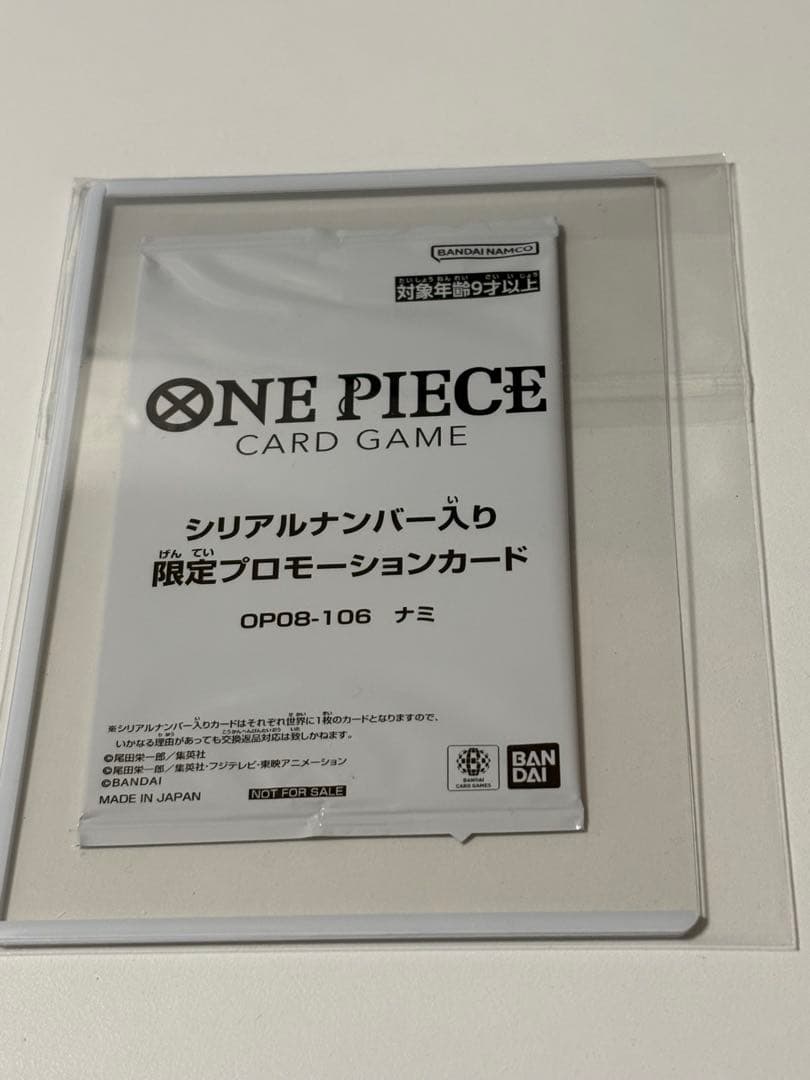 BANDAI NAMCO
対象年齢9才以上
ONE PIECE
CARD GAME
シリアルナンバー入り
限定プロモーションカード
OP08-106 ナミ
※シリアルナンバー入りカードはそれぞれ世界に1枚のカードとなりますので、
いかなる理由があっても交換返品対応は致しかねます。
©尾田栄一郎/集英社
©尾田栄一郎/集英社・フジテレビ・東映アニメーション
©BANDAI
MADE IN JAPAN NOT FOR SALE
BANDAI
CARD GAMES
BAN
DAI